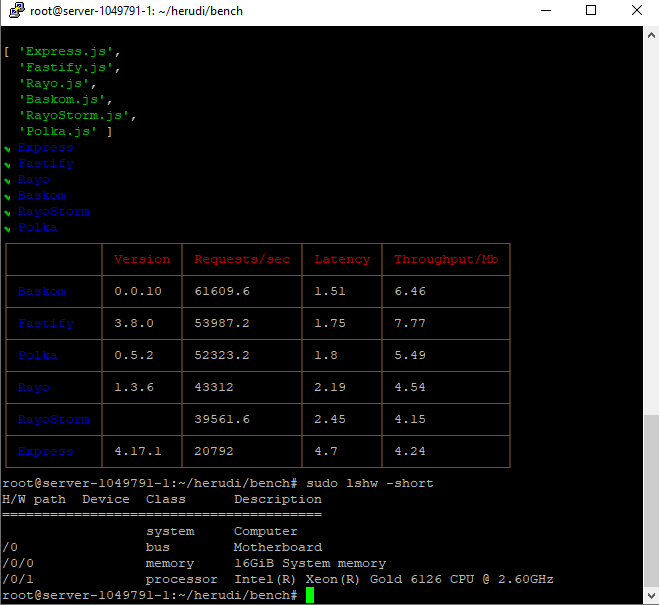 root@server-1049791-1: ~/herudi/bench
[ 'Express.js',
'Fastify.js',
'Rayo.js',
'Baskom.js',
'RayoStorm.js',
'Polka.js' ]
Express
Fastify
Rayo
Baskom
RayoStorm
Polka
Version Requests/sec Latency Throughput/Mb
Baskom 0.0.10 61609.6 1.51 6.46
Fastify 3.8.0 53987.2 1.75 7.77
Polka 0.5.2 52323.2 1.8 5.49
Rayo 1.3.6 43312 2.19 4.54
RayoStorm 39561.6 2.45 4.15
Express 4.17.1 20792 4.7 4.24
root@server-1049791-1:~/herudi/bench# sudo lshw -short
H/W path Device Class Description
========================================
system Computer
/0 bus Motherboard
/0/0 memory 16GiB System memory
/0/1 processor Intel(R) Xeon(R) Gold 6126 CPU @ 2.60GHz
root@server-1049791-1:~/herudi/bench#